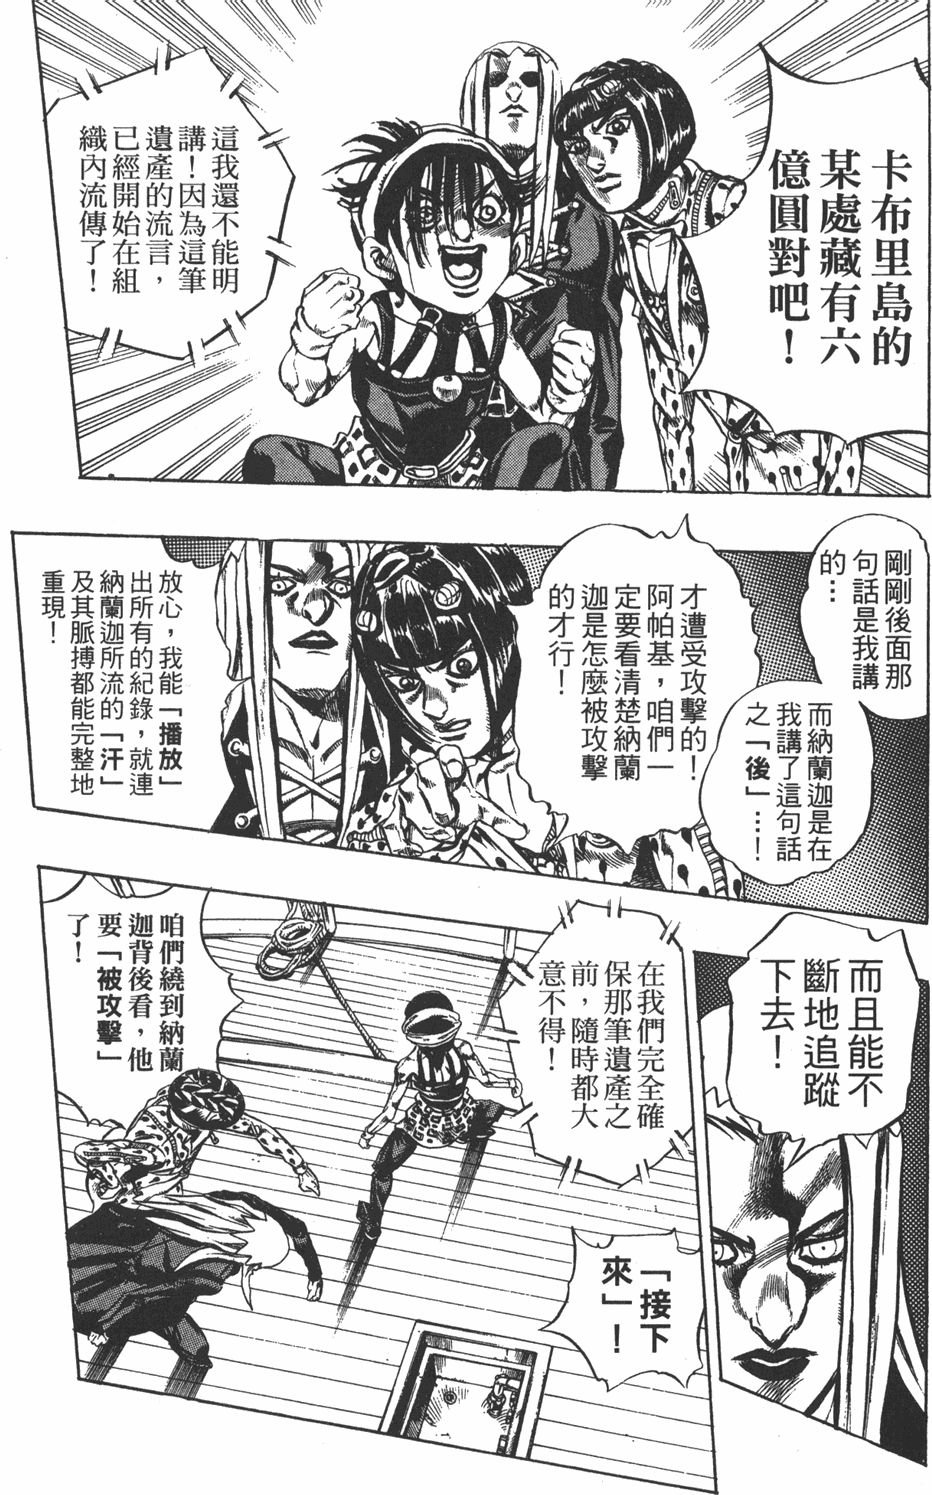 卡布里島的
某處藏有六
億圓對吧！
這我還不能明
講！因為這筆
遺產的流言，
已經開始在組
織內流傳了！
剛剛後面那
句話是我講
的…
而納蘭迦是在
我講了這句話
之「後」…！
才遭受攻擊的！
阿帕基，咱們一
定要看清楚納蘭
迦是怎麼被攻擊
的才行！
放心，我能「播放」
出所有的紀錄，就連
納蘭迦所流的「汗」
及其脈搏都能完整地
重現！
而且能不
斷地追蹤
下去！
在我們完全確
保那筆遺產之
前，隨時都大
意不得！
「接下
來」！
咱們繞到納蘭
迦背後看，他
要「被攻擊」
了！